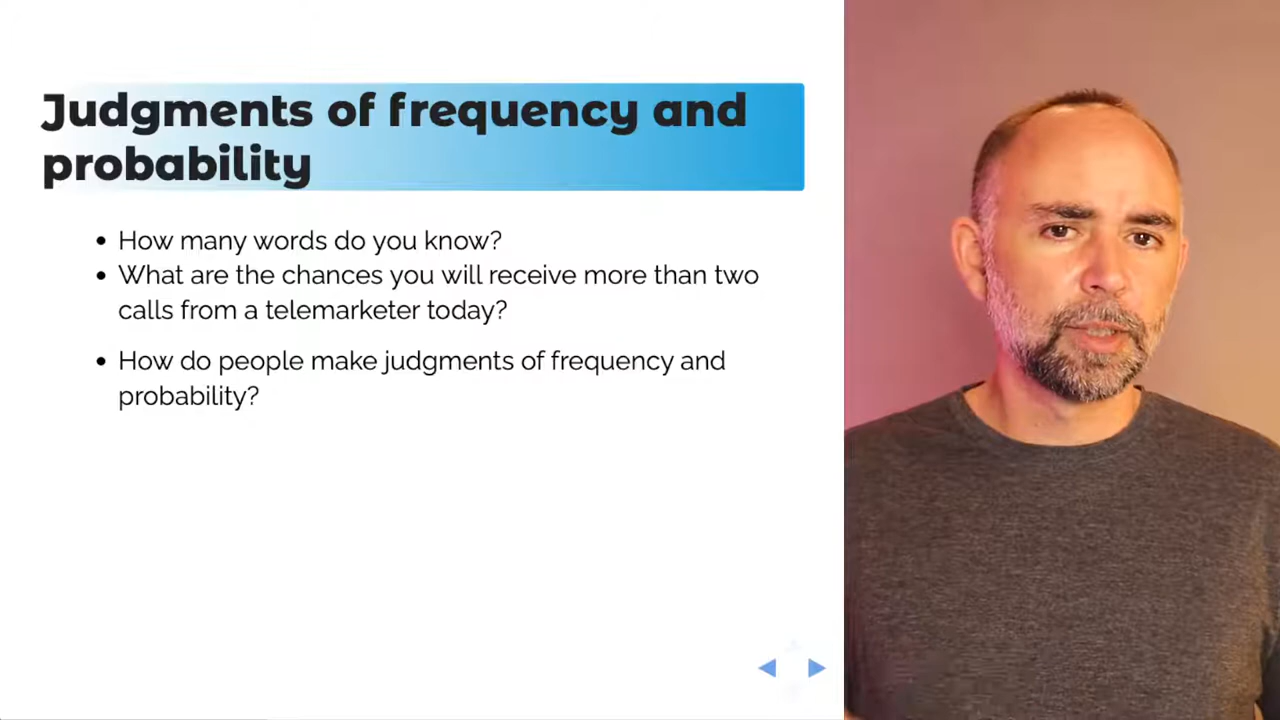 Judgments of frequency and
probability
• How many words do you know?
• What are the chances you will receive more than two
calls from a telemarketer today?
• How do people make judgments of frequency and
probability?